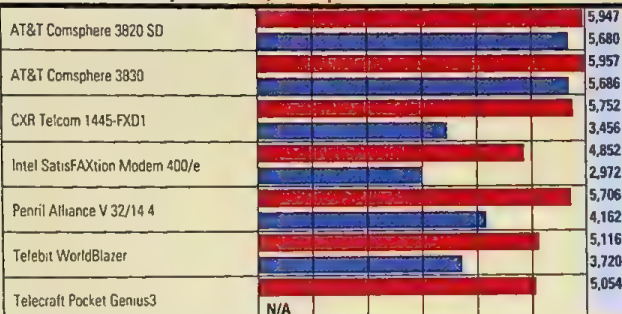 AT&T Comsphere 3820 SD
5,947
5,680
AT&T Comsphere 3830
5,957
5,686
CXR Telcom 1445-FXD1
5,752
3,456
Intel SatisFAXtion Modem 400/e
4,852
2,972
Penril Alliance V 32/14 4
5,706
4,162
Telebit WorldBlazer
5,116
3,720
Telecraft Pocket Genius3
5,054
N/A